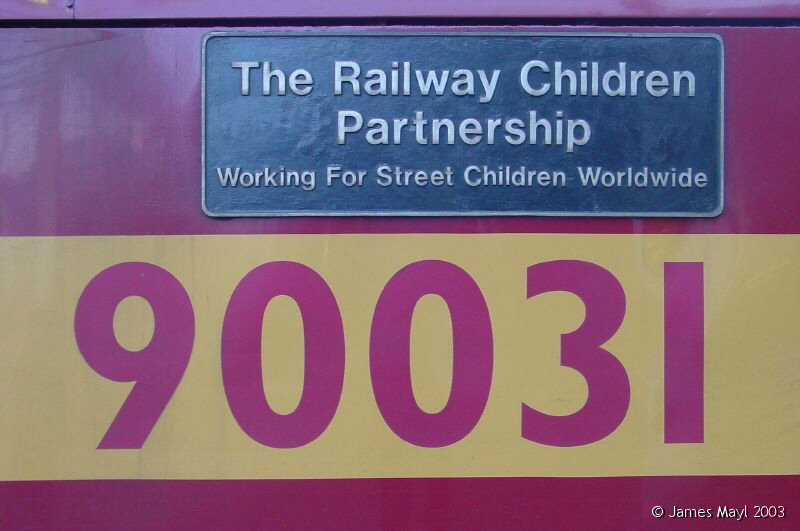 The Railway Children
Partnership
Working For Street Children Worldwide
90031
© James Mayl 2003